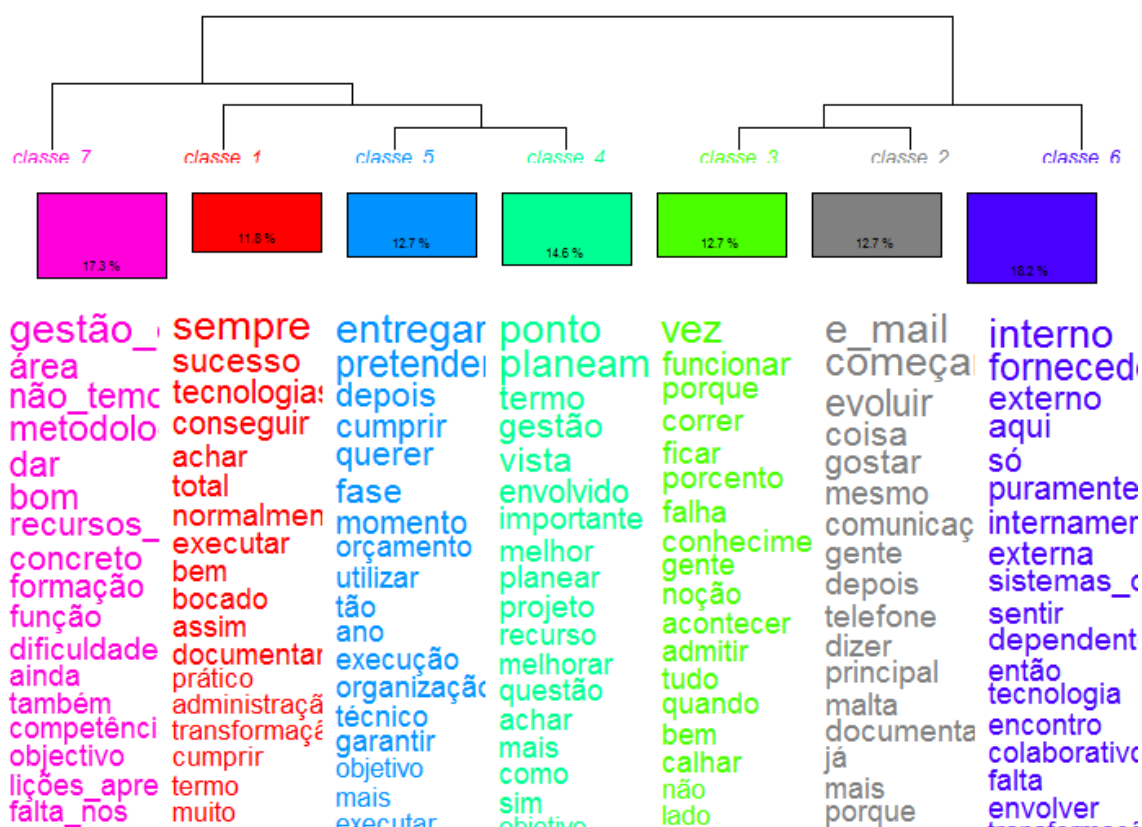 classe 7
classe 1
classe 5
classe 4
classe 3
classe 2
classe 6
17.3 %
11.8 %
12.7 %
14.6 %
12.7 %
12.7 %
18.2 %
gestão_
área
não_temo
metodolo
dar
bom
recursos_
concreto
formação
função
dificuldade
ainda
também
competênci
objectivo
lições_apre
falta_nos
sempre
sucesso
tecnologias
conseguir
achar
total
normalmen
executar
bem
bocado
assim
documentar
prático
administraçã
transformaçã
cumprir
termo
muito
entregar
pretender
depois
cumprir
querer
fase
momento
orçamento
utilizar
tão
ano
execução
organização
técnico
garantir
objetivo
mais
executar
ponto
planeam
termo
gestão
vista
envolvido
importante
melhor
planear
projeto
recurso
melhorar
questão
achar
mais
como
sim
objetivo
vez
funcionar
porque
correr
ficar
porcento
falha
conhecime
gente
noção
acontecer
admitir
tudo
quando
bem
calhar
não
lado
e_mail
começar
evoluir
coisa
gostar
mesmo
comunicaç
gente
depois
telefone
dizer
principal
malta
documenta
já
mais
porque
interno
fornecedo
externo
aqui
só
puramente
internamen
externa
sistemas_
sentir
dependent
então
tecnologia
encontro
colaborativo
falta
envolver